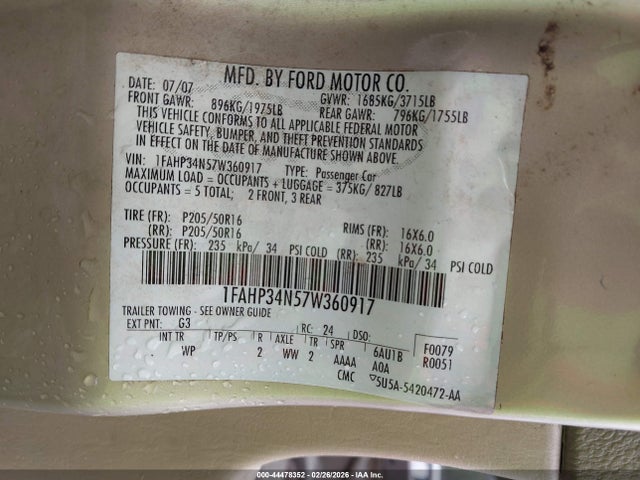 MFD. BY FORD MOTOR CO.
DATE: 07/07 GVWR: 1685KG/3715LB
FRONT GAWR: 896KG/1975LB REAR GAWR: 796KG/1755LB
THIS VEHICLE CONFORMS TO ALL APPLICABLE FEDERAL MOTOR
VEHICLE SAFETY, BUMPER, AND THEFT PREVENTION STANDARDS
IN EFFECT ON THE DATE OF MANUFACTURE SHOWN ABOVE.
VIN: 1FAHP34N57W360917 TYPE: Passenger Car
MAXIMUM LOAD = OCCUPANTS + LUGGAGE = 375KG/ 827LB
OCCUPANTS = 5 TOTAL; 2 FRONT, 3 REAR
TIRE (FR): P205/50R16 RIMS (FR): 16X6.0
(RR): P205/50R16 (RR): 16X6.0
PRESSURE (FR): 235 kPa/ 34 PSI COLD (RR): 235 kPa/ 34 PSI COLD
1FAHP34N57W360917
TRAILER TOWING - SEE OWNER GUIDE
EXT PNT: G3 RC: 24 DSO: F0079
INT TR TP/PS R AXLE TR SPR 6AU1B R0051
WP 2 WW 2 AAAA A0A
CMC ▽5U5A-5420472-AA
000-44478352 | 02/26/2026 - IAA Inc.